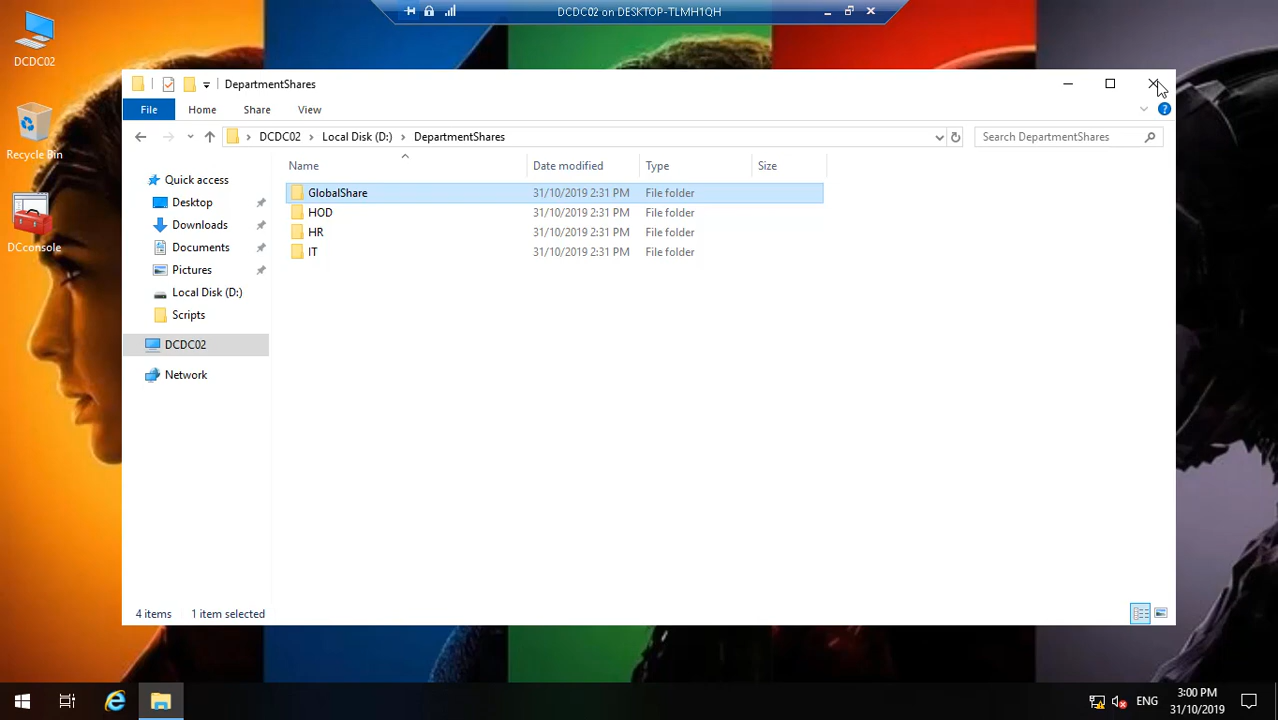 DCDC02 on DESKTOP-TLMH1QH
DCDC02
Recycle Bin
DCconsole
DepartmentShares
File Home Share View
DCDC02 Local Disk (D:) DepartmentShares Search DepartmentShares
Name Date modified Type Size
Quick access
Desktop
Downloads
Documents
Pictures
Local Disk (D:)
Scripts
DCDC02
Network
GlobalShare 31/10/2019 2:31 PM File folder
HOD 31/10/2019 2:31 PM File folder
HR 31/10/2019 2:31 PM File folder
IT 31/10/2019 2:31 PM File folder
4 items 1 item selected
ENG
3:00 PM
31/10/2019